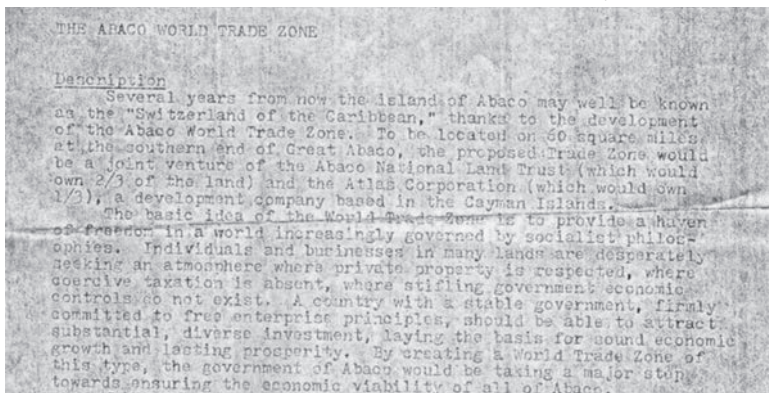 THE ABACO WORLD TRADE ZONE
Description
Several years from now the island of Abaco may well be known
as the "Switzerland of the Caribbean," thanks to the development
of the Abaco World Trade Zone. To be located on 60 square miles
at the southern end of Great Abaco, the proposed Trade Zone would
be a joint venture of the Abaco National Land Trust (which would
own 2/3 of the land) and the Atlas Corporation (which would own
1/3), a development company based in the Cayman Islands.
The basic idea of the World Trade Zone is to provide a haven
of freedom in a world increasingly governed by socialist philos-
ophies. Individuals and businesses in many lands are desperately
seeking an atmosphere where private property is respected, where
coercive taxation is absent, where stifling government economic
controls do not exist. A country with a stable government, firmly
committed to free enterprise principles, should be able to attract
substantial, diverse investment, laying the basis for sound economic
growth and lasting prosperity. By creating a World Trade Zone of
this type, the government of Abaco would be taking a major step
towards ensuring the economic viability of all of Abaco.